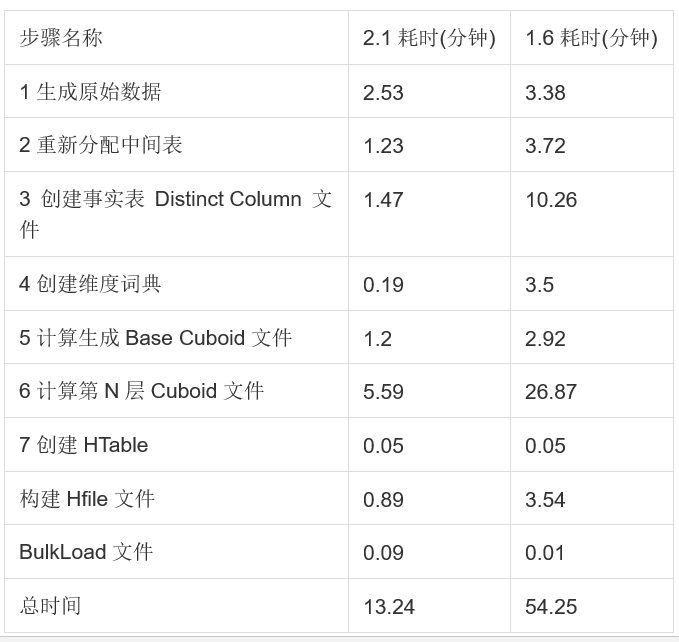 步骤名称 2.1 耗时(分钟) 1.6 耗时(分钟)
1 生成原始数据 2.53 3.38
2 重新分配中间表 1.23 3.72
3 创建事实表 Distinct Column 文 1.47 10.26
件
4 创建维度词典 0.19 3.5
5 计算生成 Base Cuboid 文件 1.2 2.92
6 计算第 N 层 Cuboid 文件 5.59 26.87
7 创建 HTable 0.05 0.05
构建 Hfile 文件 0.89 3.54
BulkLoad 文件 0.09 0.01
总时间 13.24 54.25